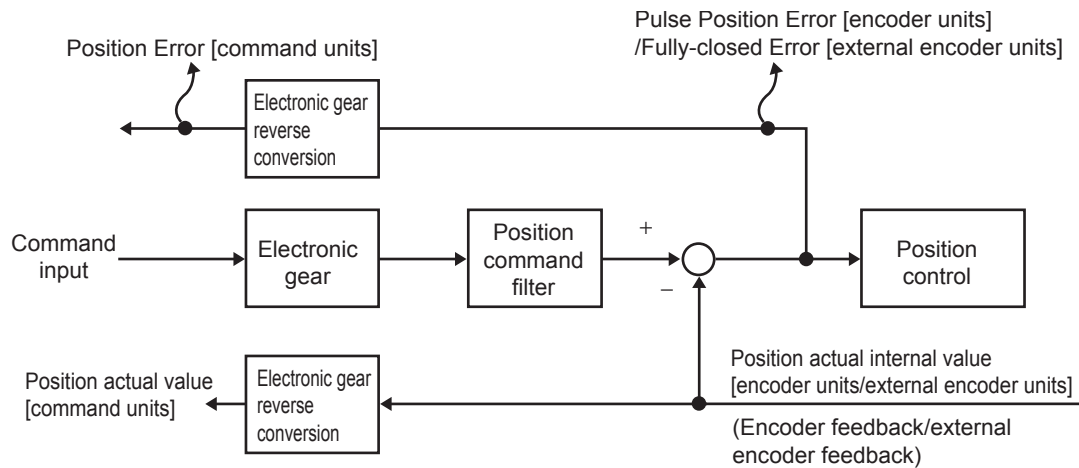 Pulse Position Error [encoder units]
/Fully-closed Error [external encoder units]
Position Error [command units]
Electronic gear
reverse
conversion
Command
input
Electronic
gear
Position
command
filter
+
−
Position
control
Position actual value
[command units]
Electronic gear
reverse
conversion
Position actual internal value
[encoder units/external encoder units]
(Encoder feedback/external
encoder feedback)